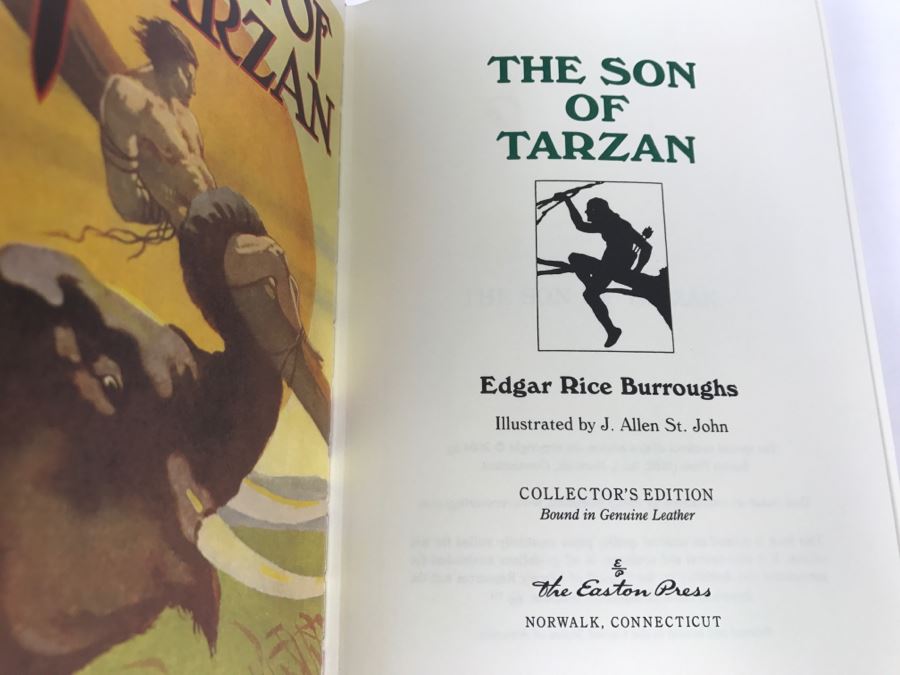 OF
TARZAN
THE SON
OF
TARZAN
Edgar Rice Burroughs
Illustrated by J. Allen St. John
COLLECTOR'S EDITION
Bound in Genuine Leather
The Easton Press
NORWALK, CONNECTICUT